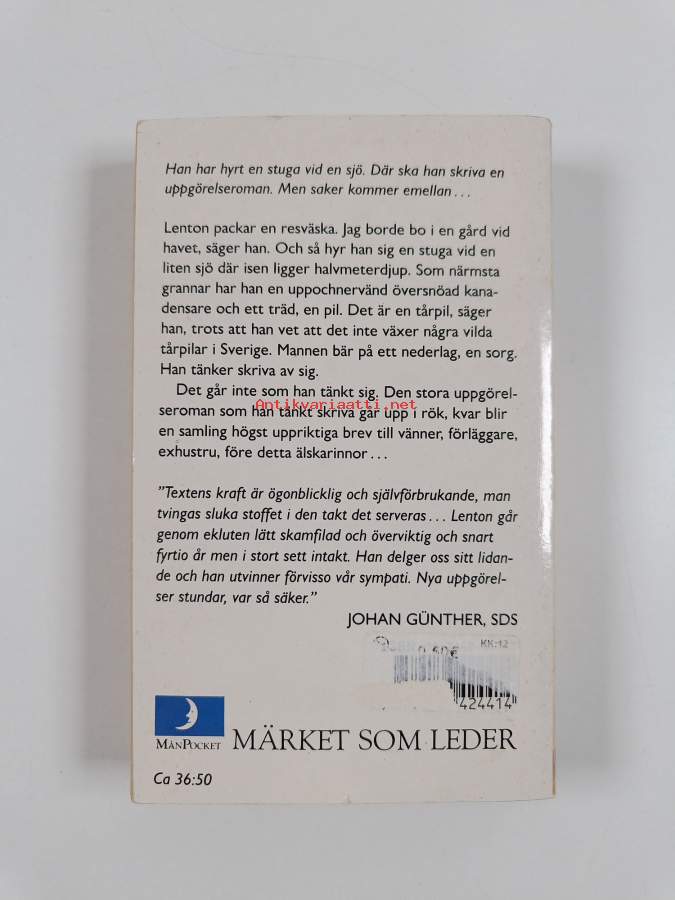 Han har hyrt en stuga vid en sjö. Där ska han skriva en
uppgörelseroman. Men saker kommer emellan...
Lenton packar en resväska. Jag borde bo i en gård vid
havet, säger han. Och så hyr han sig en stuga vid en
liten sjö där isen ligger halvmeterdjup. Som närmsta
grannar har han en uppochnervänd översnöad kana-
densare och ett träd, en pil. Det är en tårpil, säger
han, trots att han vet att det inte växer några vilda
tårpilar i Sverige. Mannen bär på ett nederlag, en sorg.
Han tänker skriva av sig.
Det går inte som han tänkt sig. Den stora uppgörel-
Antikvariaatti.net
seroman som han tänkt skriva går upp i rök, kvar blir
en samling högst uppriktiga brev till vänner, förläggare,
exhustru, före detta älskarinnor...
"Textens kraft är ögonblicklig och självförbrukande, man
tvingas sluka stoffet i den takt det serveras... Lenton går
genom ekluten lätt skamfilad och överviktig och snart
fyrtio år men i stort sett intakt. Han delger oss sitt lidan-
de och han utvinner förvisso vår sympati. Nya uppgörel-
ser stundar, var så säker."
JOHAN GÜNTHER, SDS
KK:12
0,50€
424414
MÅNPOCKET
MÄRKET SOM LEDER
Ca 36:50